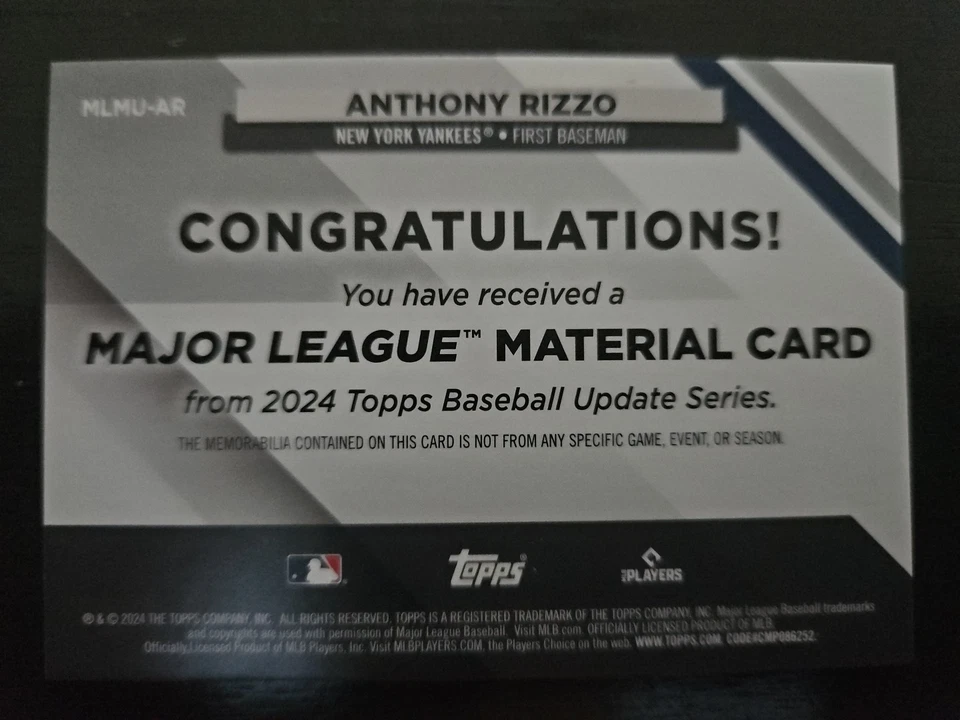 MLMU-AR
ANTHONY RIZZO
NEW YORK YANKEES® • FIRST BASEMAN
CONGRATULATIONS!
You have received a
MAJOR LEAGUE™ MATERIAL CARD
from 2024 Topps Baseball Update Series.
THE MEMORABILIA CONTAINED ON THIS CARD IS NOT FROM ANY SPECIFIC GAME, EVENT, OR SEASON.
topps®
PLAYERS
® & © 2024 THE TOPPS COMPANY, INC. ALL RIGHTS RESERVED. TOPPS IS A REGISTERED TRADEMARK OF THE TOPPS COMPANY, INC. Major League Baseball trademarks
and copyrights are used with permission of Major League Baseball. Visit MLB.com. OFFICIALLY LICENSED PRODUCT OF MLB
Officially Licensed Product of MLB Players, Inc. Visit MLBPLAYERS.COM, the Players Choice on the web. WWW.TOPPS.COM. CODE#CMP086252.